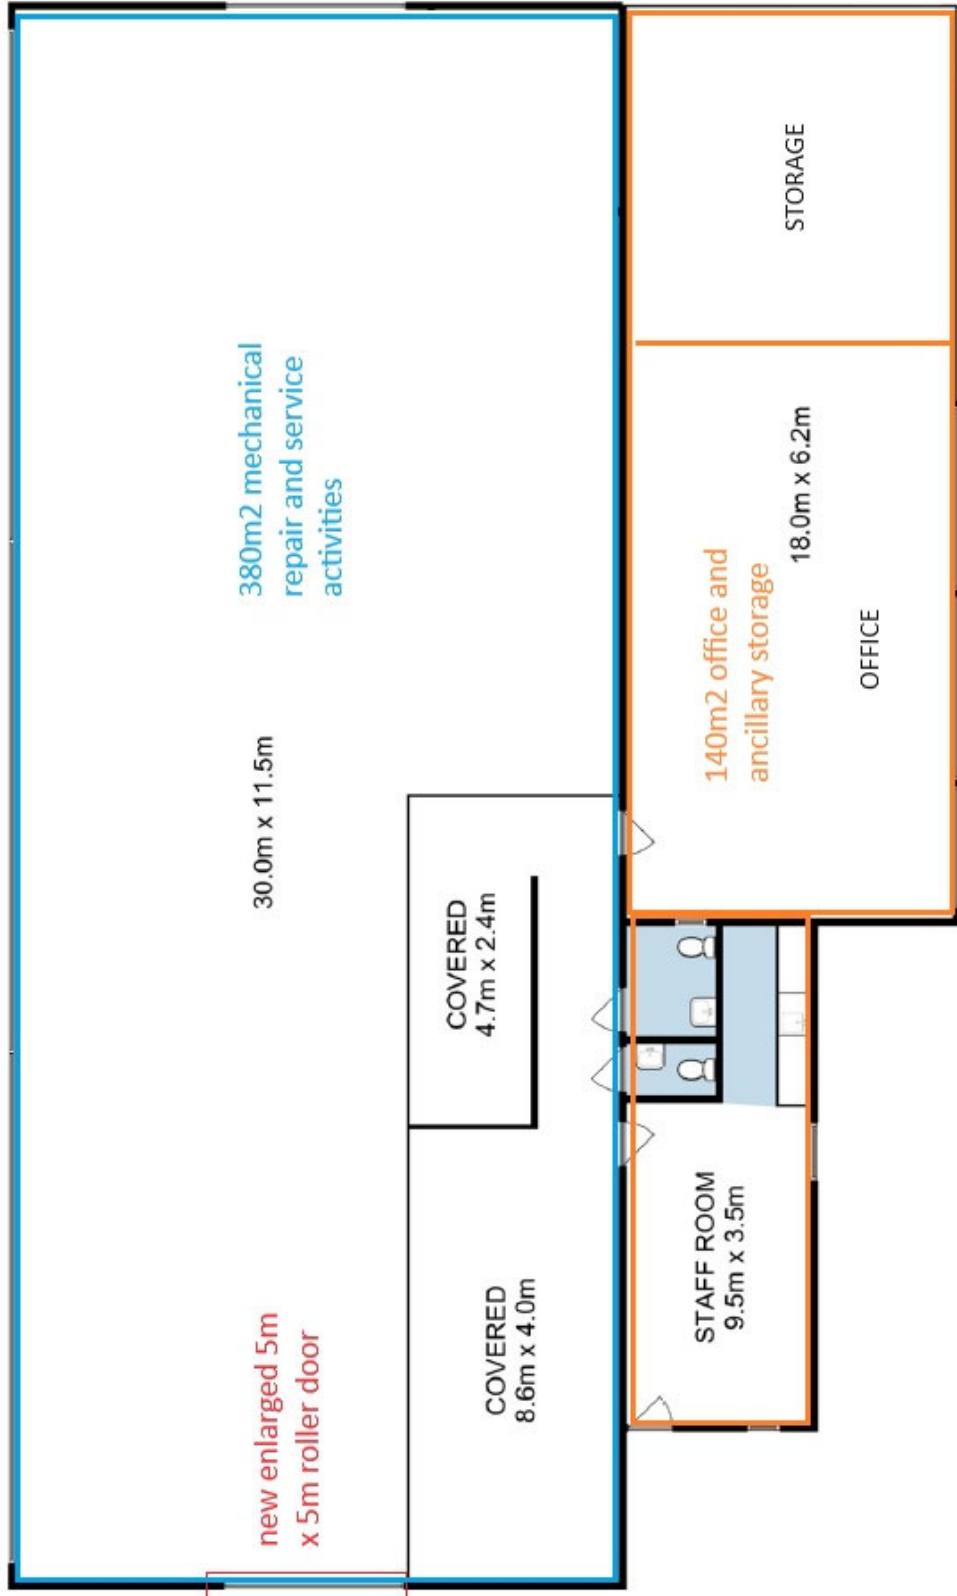 380m2 mechanical
repair and service
activities
30.0m x 11.5m
new enlarged 5m
x 5m roller door
COVERED
4.7m x 2.4m
COVERED
8.6m x 4.0m
STORAGE
18.0m x 6.2m
140m2 office and
ancillary storage
OFFICE
STAFF ROOM
9.5m x 3.5m